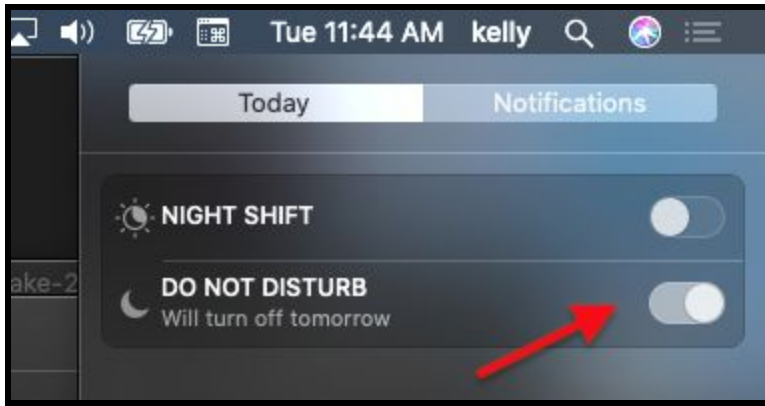 Tue 11:44 AM kelly
Today Notifications
NIGHT SHIFT
DO NOT DISTURB
ake-2
Will turn off tomorrow